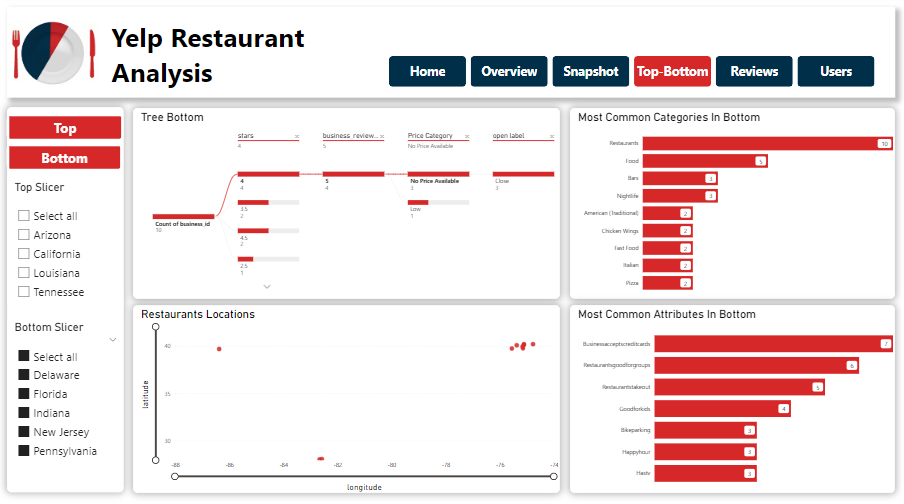 Yelp Restaurant
Analysis
Home
Overview
Snapshot
Top-Bottom
Reviews
Users
Top
Bottom
Top Slicer
Select all
Arizona
California
Louisiana
Tennessee
Bottom Slicer
Select all
Delaware
Florida
Indiana
New Jersey
Pennsylvania
Tree Bottom
stars
4
business_review...
5
Price Category
No Price Available
open label
3
Count of business_id
10
4
4
3.5
2
4.5
2
2.5
1
5
4
No Price Available
3
Low
1
Close
3
Most Common Categories In Bottom
Restaurants 10
Food 5
Bars 3
Nightlife 3
American (Traditional) 2
Chicken Wings 2
Fast Food 2
Italian 2
Pizza 2
Restaurants Locations
latitude
40
35
30
-88 -86 -84 -82 -80 -78 -76 -74
longitude
Most Common Attributes In Bottom
Businessacceptscreditcards 7
Restaurantsgoodforgroups 6
Restaurantstakeout 5
Goodforkids 4
Bikeparking 3
Happyhour 3
Hastv 3